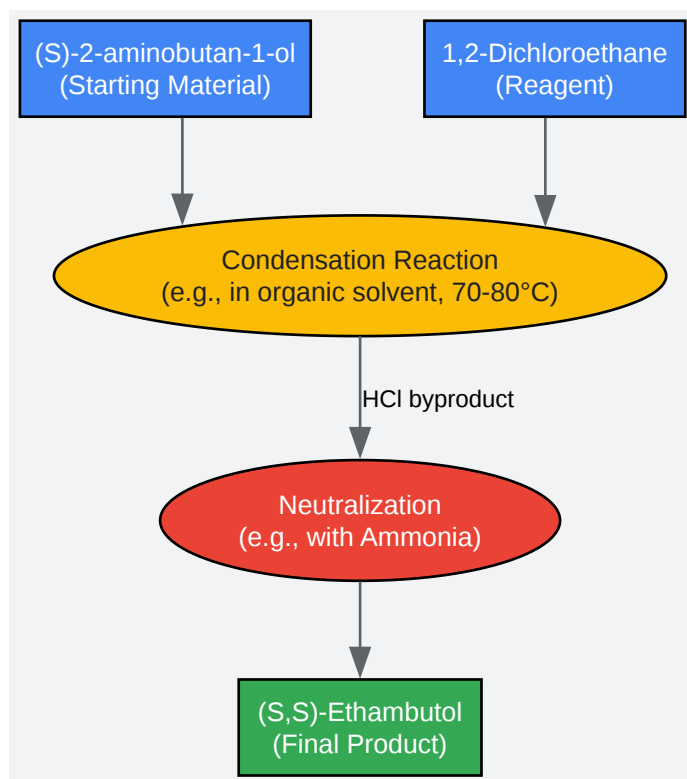 (S)-2-aminobutan-1-ol
(Starting Material)
1,2-Dichloroethane
(Reagent)
Condensation Reaction
(e.g., in organic solvent, 70-80°C)
HCl byproduct
Neutralization
(e.g., with Ammonia)
(S,S)-Ethambutol
(Final Product)